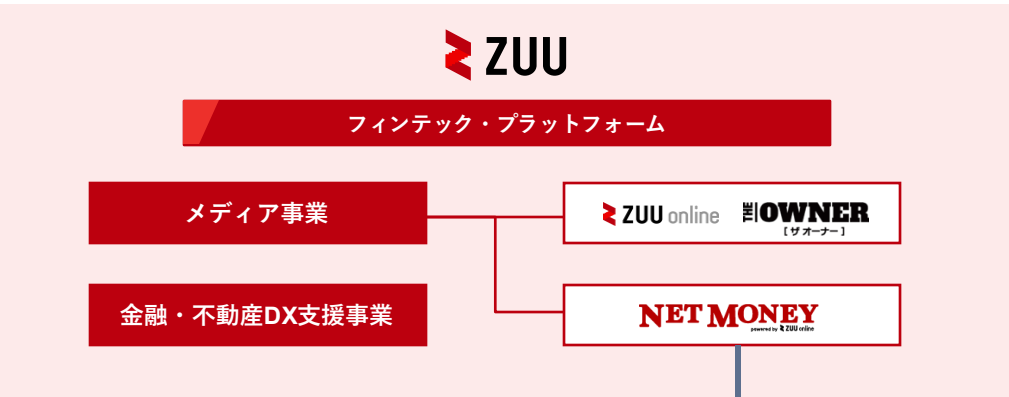 ZUU
フィンテック・プラットフォーム
メディア事業
ZUU online
THE OWNER
[ ザ オーナー ]
金融・不動産DX支援事業
NET MONEY
powered by ZUU online